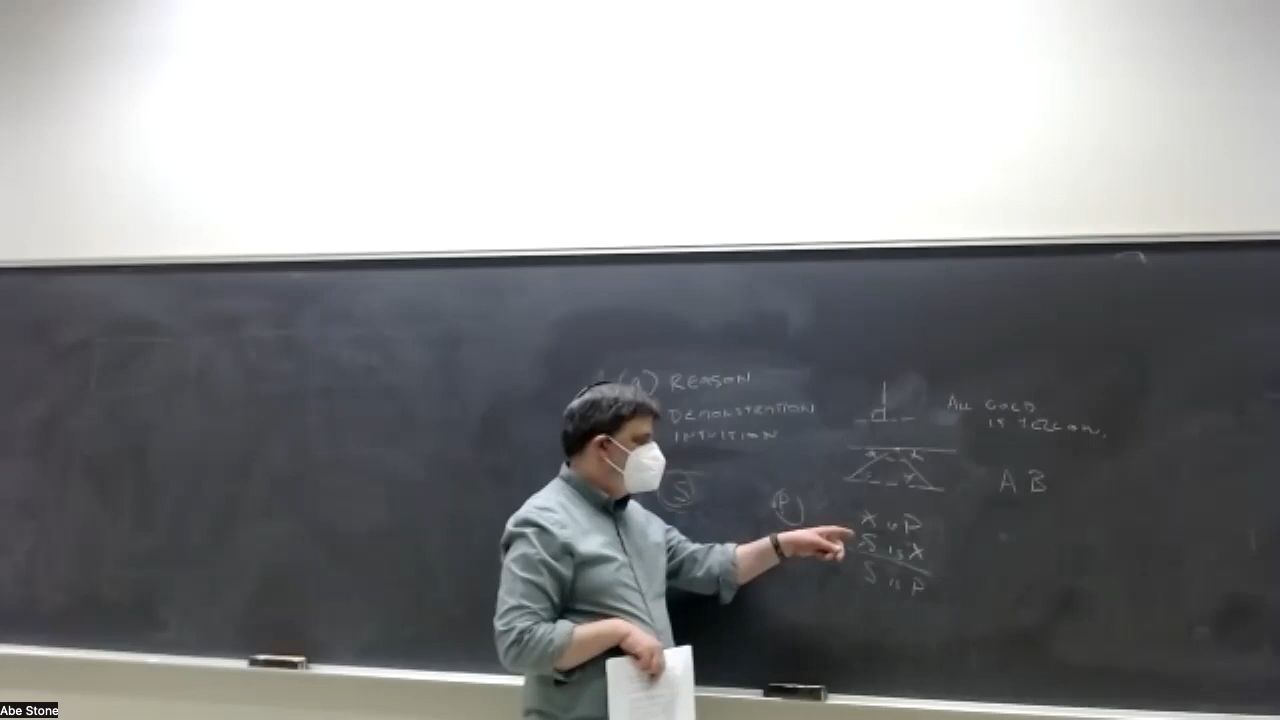 (a) REASON
DEMONSTRATION
INTUITION
S
P
d
ALL GOLD
IS YELLOW.
A B
X is P
S is X
S is P
Abe Stone